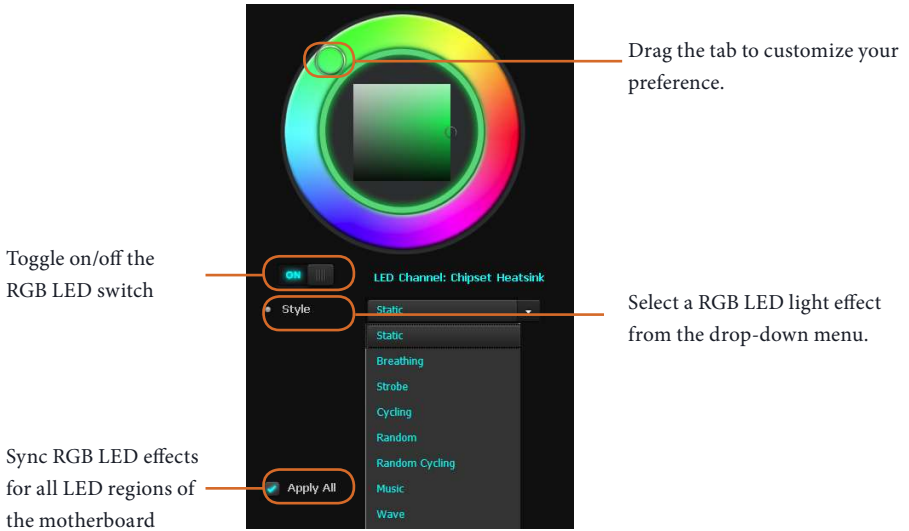 Drag the tab to customize your
preference.
Toggle on/off the
RGB LED switch
ON
LED Channel: Chipset Heatsink
Style
Static
Select a RGB LED light effect
from the drop-down menu.
Static
Breathing
Strobe
Cycling
Random
Random Cycling
Music
Wave
Sync RGB LED effects
for all LED regions of
the motherboard
Apply All